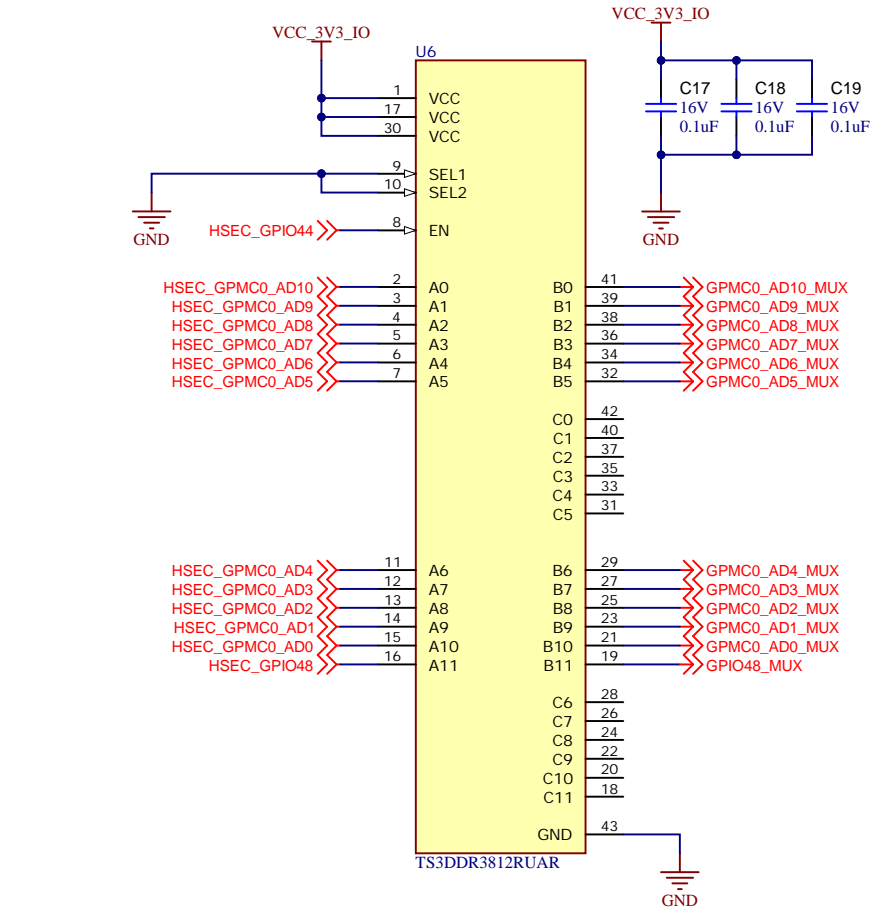 VCC_3V3_IO
VCC_3V3_IO
U6
C17
16V
0.1uF
C18
16V
0.1uF
C19
16V
0.1uF
1 VCC
17 VCC
30 VCC
9 SEL1
10 SEL2
GND
GND
HSEC_GPIO44 8 EN
HSEC_GPMC0_AD10 2 A0 B0 41 GPMC0_AD10_MUX
HSEC_GPMC0_AD9 3 A1 B1 39 GPMC0_AD9_MUX
HSEC_GPMC0_AD8 4 A2 B2 38 GPMC0_AD8_MUX
HSEC_GPMC0_AD7 5 A3 B3 36 GPMC0_AD7_MUX
HSEC_GPMC0_AD6 6 A4 B4 34 GPMC0_AD6_MUX
HSEC_GPMC0_AD5 7 A5 B5 32 GPMC0_AD5_MUX
C0 42
C1 40
C2 37
C3 35
C4 33
C5 31
HSEC_GPMC0_AD4 11 A6 B6 29 GPMC0_AD4_MUX
HSEC_GPMC0_AD3 12 A7 B7 27 GPMC0_AD3_MUX
HSEC_GPMC0_AD2 13 A8 B8 25 GPMC0_AD2_MUX
HSEC_GPMC0_AD1 14 A9 B9 23 GPMC0_AD1_MUX
HSEC_GPMC0_AD0 15 A10 B10 21 GPMC0_AD0_MUX
HSEC_GPIO48 16 A11 B11 19 GPIO48_MUX
C6 28
C7 26
C8 24
C9 22
C10 20
C11 18
GND 43
TS3DDR3812RUAR
GND